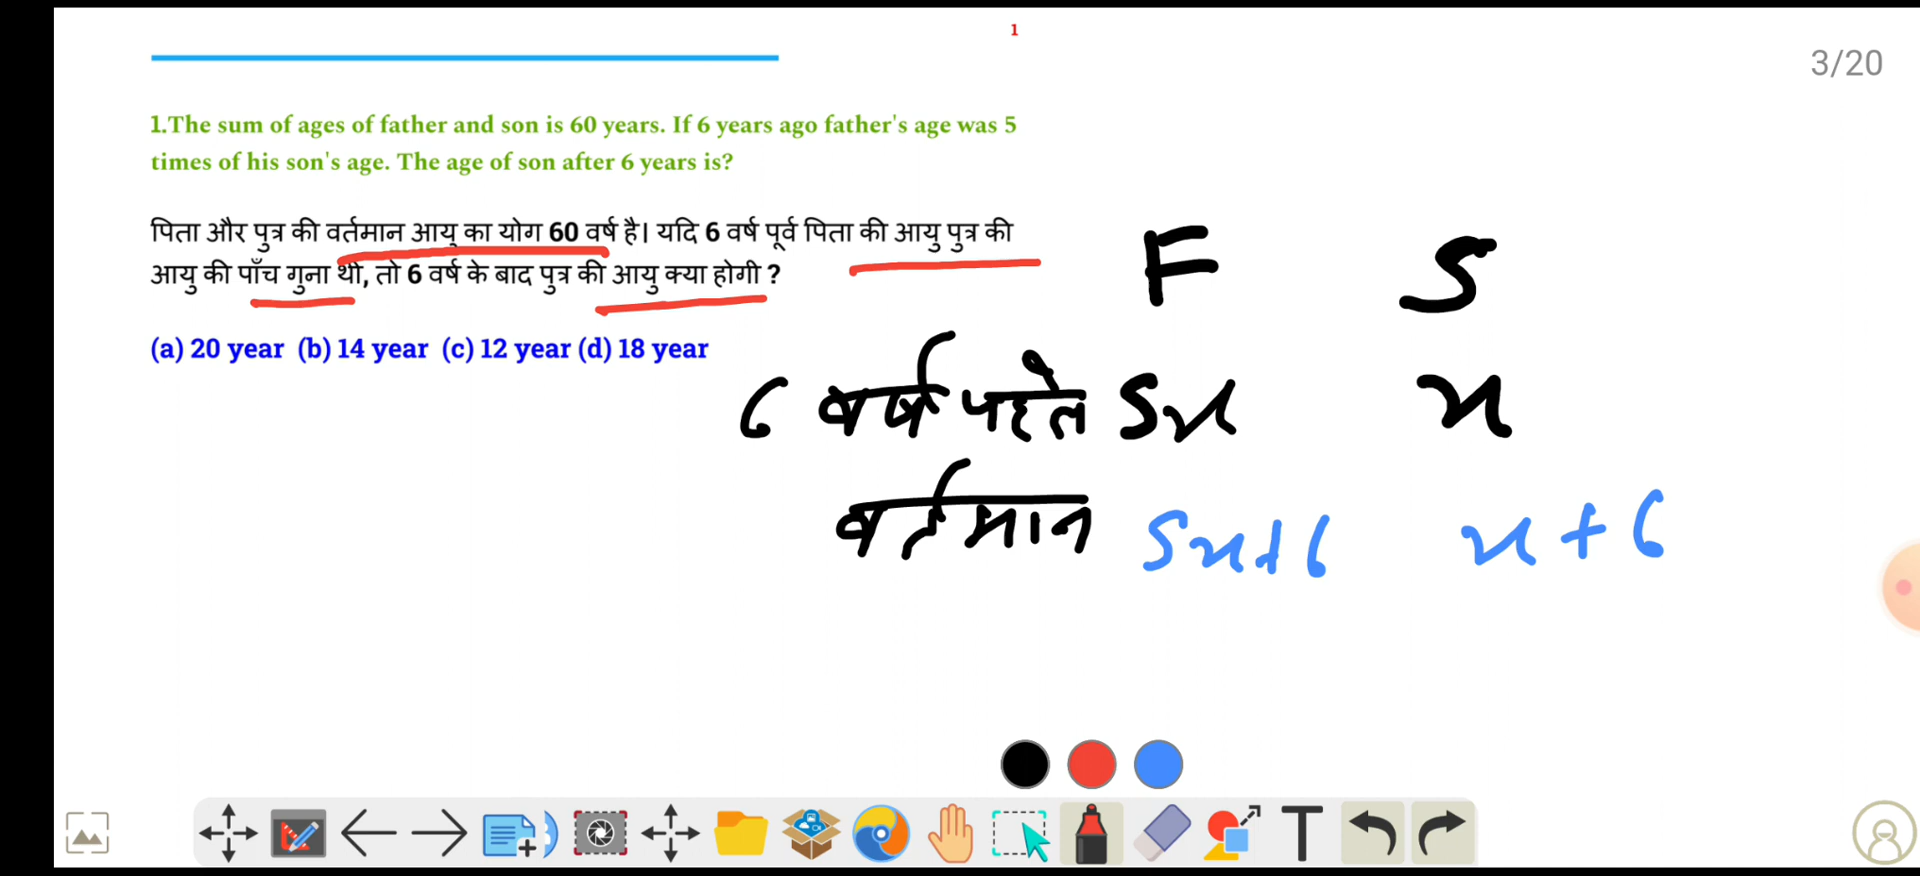 1
3/20
1.The sum of ages of father and son is 60 years. If 6 years ago father's age was 5
times of his son's age. The age of son after 6 years is?
पिता और पुत्र की वर्तमान आयु का योग 60 वर्ष है। यदि 6 वर्ष पूर्व पिता की आयु पुत्र की
आयु की पाँच गुना थी, तो 6 वर्ष के बाद पुत्र की आयु क्या होगी ?
(a) 20 year (b) 14 year (c) 12 year (d) 18 year
F S
6 वर्ष पहले 5x x
वर्तमान 5x+6 x+6
T